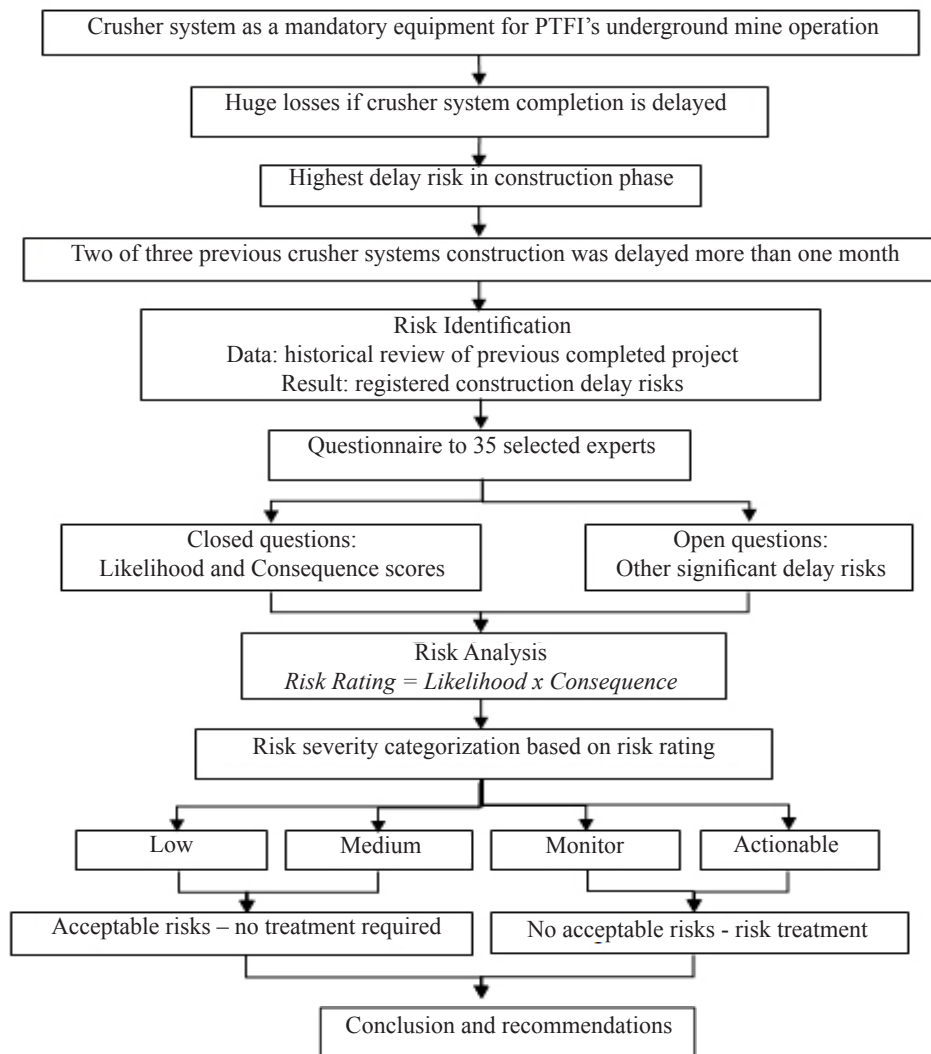 Crusher system as a mandatory equipment for PTFI's underground mine operation
Huge losses if crusher system completion is delayed
Highest delay risk in construction phase
Two of three previous crusher systems construction was delayed more than one month
Risk Identification
Data: historical review of previous completed project
Result: registered construction delay risks
Questionnaire to 35 selected experts
Closed questions:
Likelihood and Consequence scores
Open questions:
Other significant delay risks
Risk Analysis
Risk Rating = Likelihood x Consequence
Risk severity categorization based on risk rating
Low
Medium
Monitor
Actionable
Acceptable risks – no treatment required
No acceptable risks - risk treatment
Conclusion and recommendations